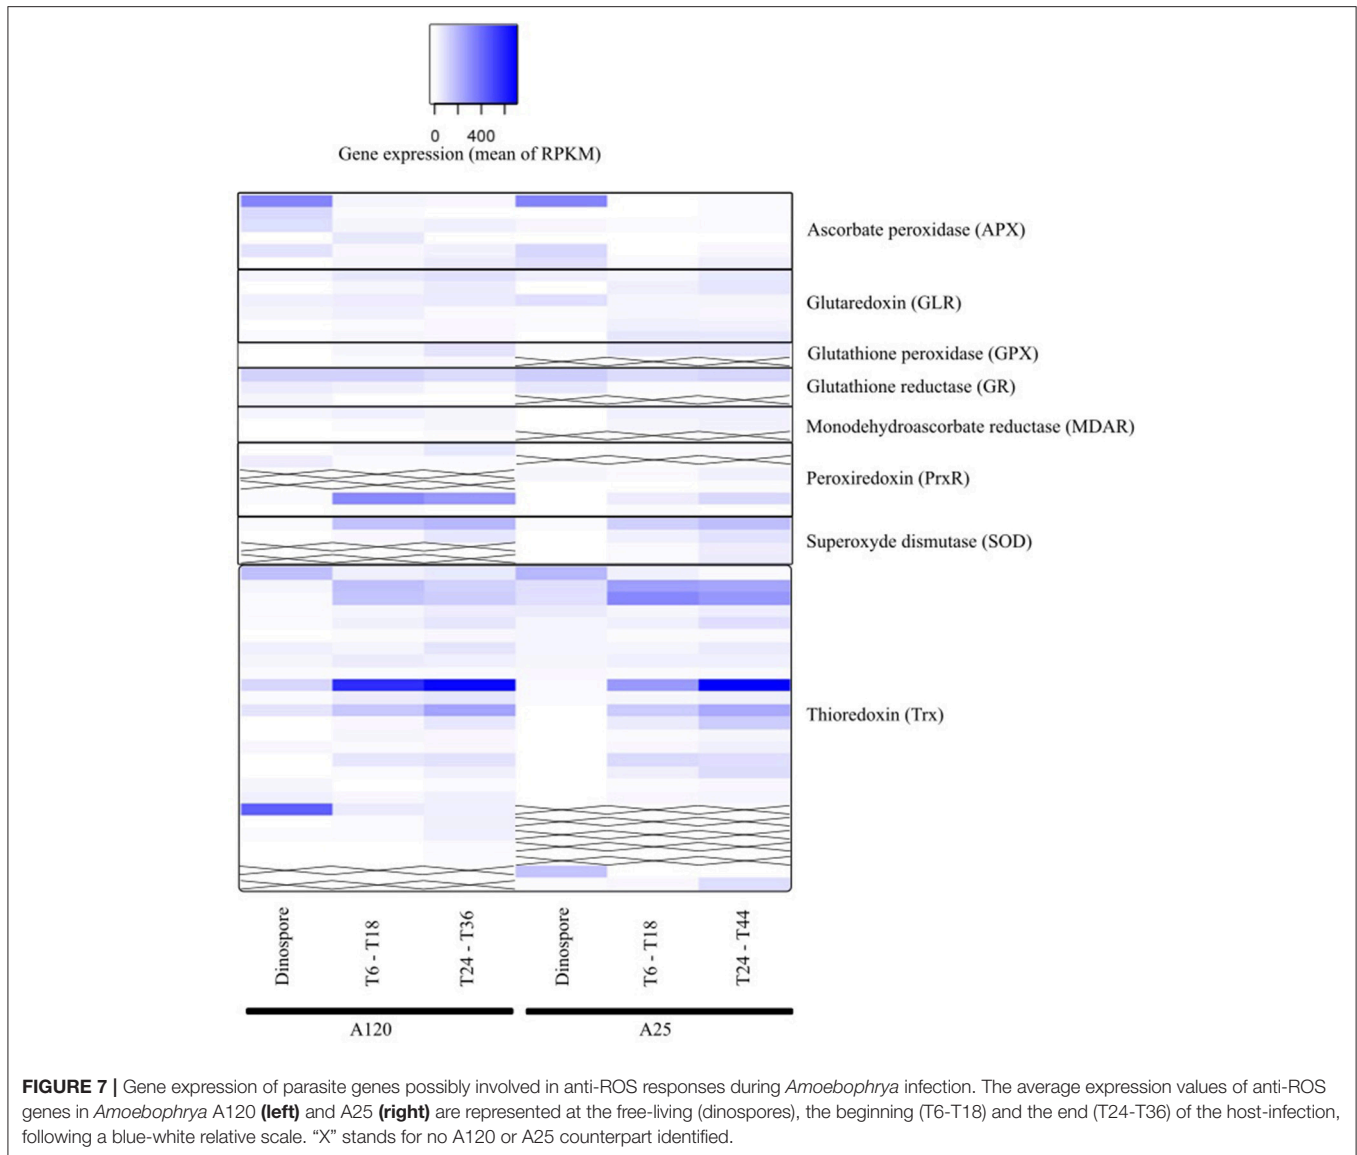 0 400
Gene expression (mean of RPKM)
Ascorbate peroxidase (APX)
Glutaredoxin (GLR)
Glutathione peroxidase (GPX)
Glutathione reductase (GR)
Monodehydroascorbate reductase (MDAR)
Peroxiredoxin (PrxR)
Superoxyde dismutase (SOD)
Thioredoxin (Trx)
Dinospore
T6 - T18
T24 - T36
Dinospore
T6 - T18
T24 - T44
A120
A25
FIGURE 7 | Gene expression of parasite genes possibly involved in anti-ROS responses during Amoebophrya infection. The average expression values of anti-ROS
genes in Amoebophrya A120 (left) and A25 (right) are represented at the free-living (dinospores), the beginning (T6-T18) and the end (T24-T36) of the host-infection,
following a blue-white relative scale. “X” stands for no A120 or A25 counterpart identified.